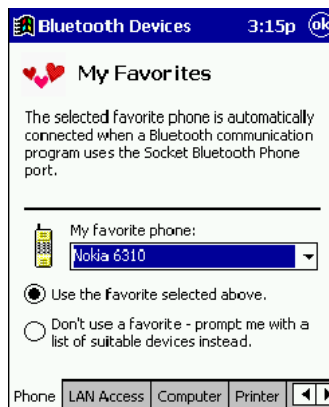 Bluetooth Devices 3:15p ok
My Favorites
The selected favorite phone is automatically
connected when a Bluetooth communication
program uses the Socket Bluetooth Phone
port.
My favorite phone:
Nokia 6310
Use the favorite selected above.
Don't use a favorite - prompt me with a
list of suitable devices instead.
Phone LAN Access Computer Printer